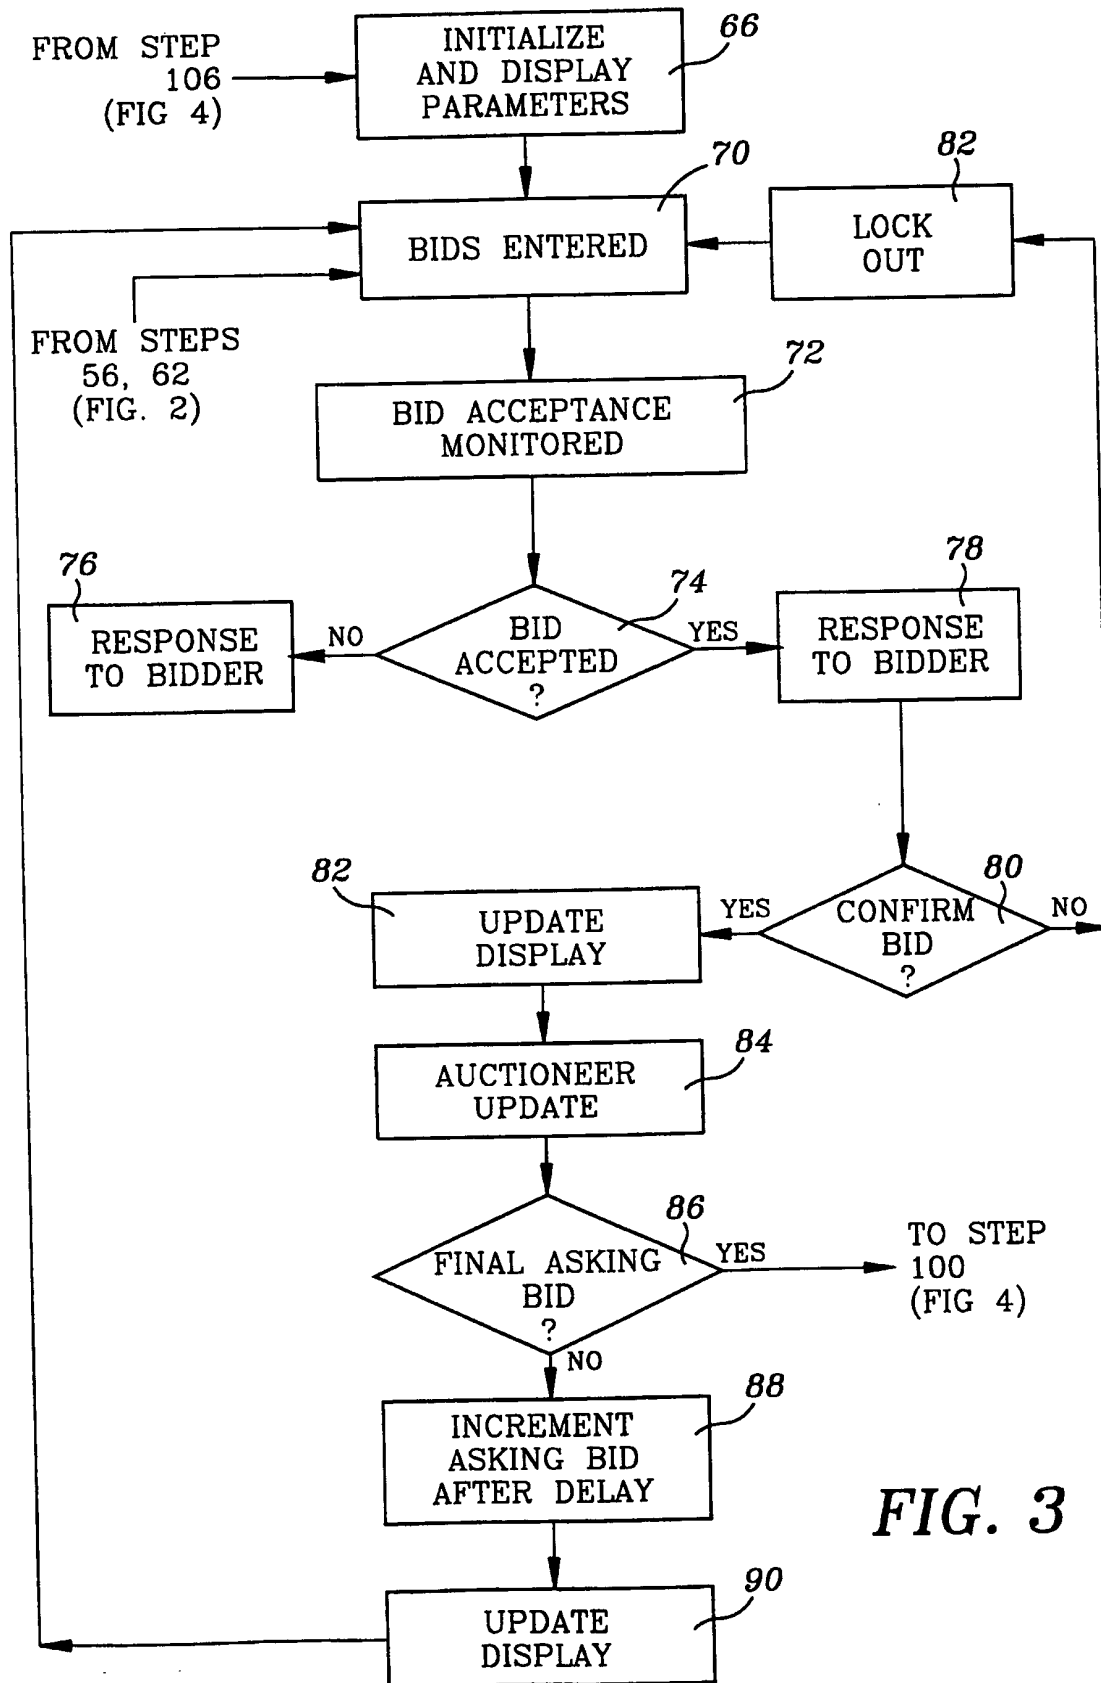 FROM STEP
106
(FIG 4)
INITIALIZE
AND DISPLAY
PARAMETERS
66
70
82
BIDS ENTERED
LOCK
OUT
FROM STEPS
56, 62
(FIG. 2)
72
BID ACCEPTANCE
MONITORED
76
74
78
RESPONSE
TO BIDDER
NO
BID
ACCEPTED
?
YES
RESPONSE
TO BIDDER
82
80
UPDATE
DISPLAY
YES
CONFIRM
BID
?
NO
84
AUCTIONEER
UPDATE
86
FINAL ASKING
BID
?
YES
TO STEP
100
(FIG 4)
NO
88
INCREMENT
ASKING BID
AFTER DELAY
FIG. 3
90
UPDATE
DISPLAY